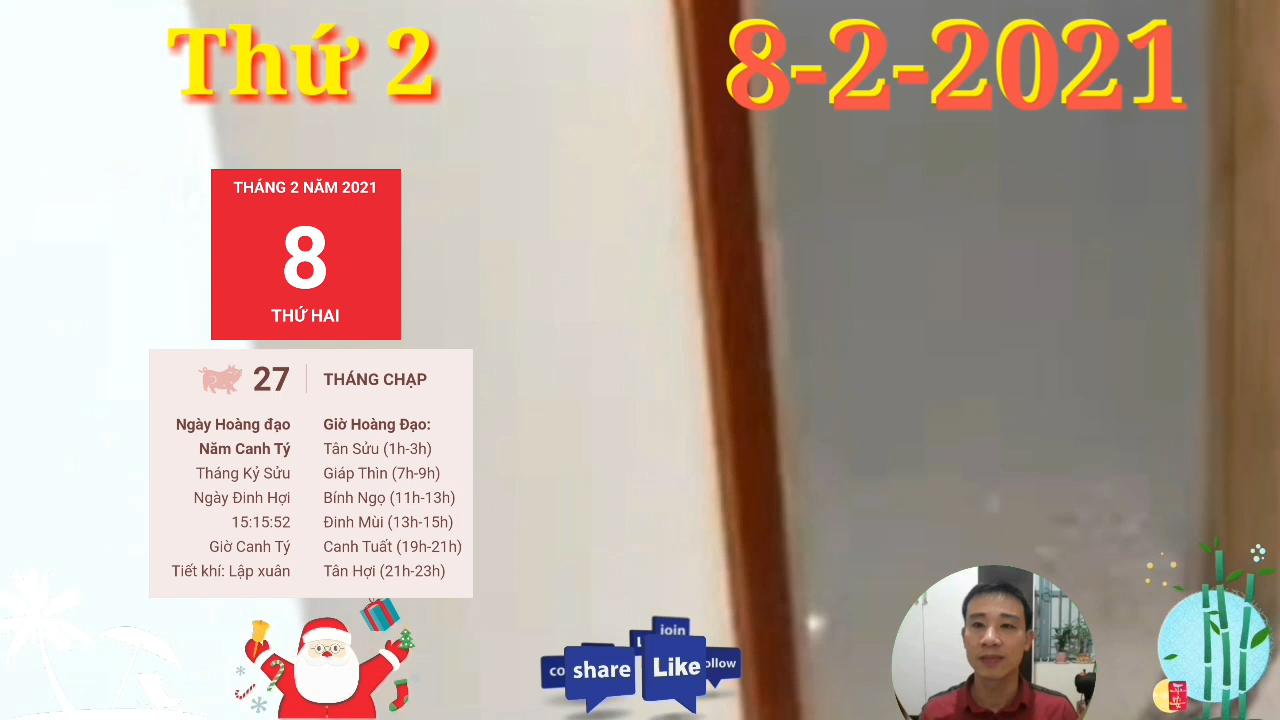 Thứ 2
8-2-2021
THÁNG 2 NĂM 2021
8
THỨ HAI
27
THÁNG CHẠP
Ngày Hoàng đạo
Năm Canh Tý
Tháng Kỷ Sửu
Ngày Đinh Hợi
15:15:52
Giờ Canh Tý
Tiết khí: Lập xuân
Giờ Hoàng Đạo:
Tân Sửu (1h-3h)
Giáp Thìn (7h-9h)
Bính Ngọ (11h-13h)
Đinh Mùi (13h-15h)
Canh Tuất (19h-21h)
Tân Hợi (21h-23h)
join
share
Like